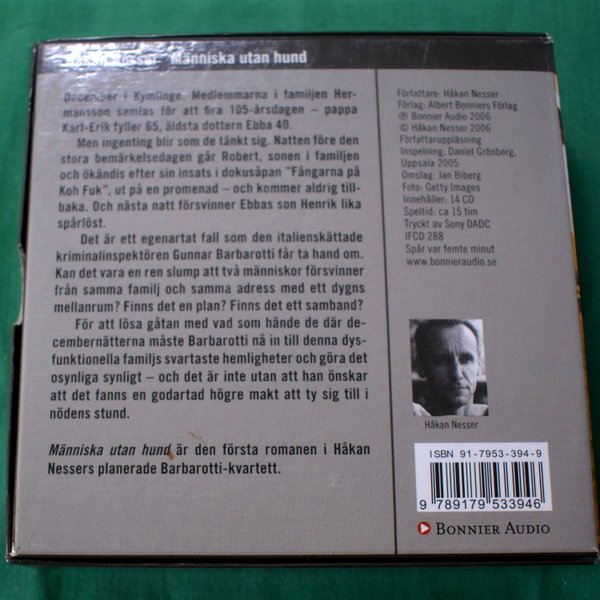 Människa utan hund
December i Kymlinge. Medlemmarna i familjen Her-
mansson samlas för att fira 105-årsdagen – pappa
Karl-Erik fyller 65, äldsta dottern Ebba 40.
Men ingenting blir som de tänkt sig. Natten före den
stora bemärkelsedagen går Robert, sonen i familjen
och ökändis efter sin insats i dokusåpan "Fångarna på
Koh Fuk", ut på en promenad – och kommer aldrig till-
baka. Och nästa natt försvinner Ebbas son Henrik lika
spårlöst.
Det är ett egenartat fall som den italienskättade
kriminalinspektören Gunnar Barbarotti får ta hand om.
Kan det vara en ren slump att två människor försvinner
från samma familj och samma adress med ett dygns
mellanrum? Finns det en plan? Finns det ett samband?
För att lösa gåtan med vad som hände de där de-
cembernätterna måste Barbarotti nå in till denna dys-
funktionella familjs svartaste hemligheter och göra det
osynliga synligt – och det är inte utan att han önskar
att det fanns en godartad högre makt att ty sig till i
nödens stund.
Människa utan hund är den första romanen i Håkan
Nessers planerade Barbarotti-kvartett.
Författare: Håkan Nesser
Förlag: Albert Bonniers Förlag
℗ Bonnier Audio 2006
© Håkan Nesser 2006
Författaruppläsning
Inspelning: Daniel Grönberg,
Uppsala 2005
Omslag: Jan Biberg
Foto: Getty Images
Innehåller: 14 CD
Speltid: ca 15 tim
Tryckt av Sony DADC
IFCD 288
Spår var femte minut
www.bonnieraudio.se
Håkan Nesser
ISBN 91-7953-394-9
9 789179 533946
BONNIER AUDIO